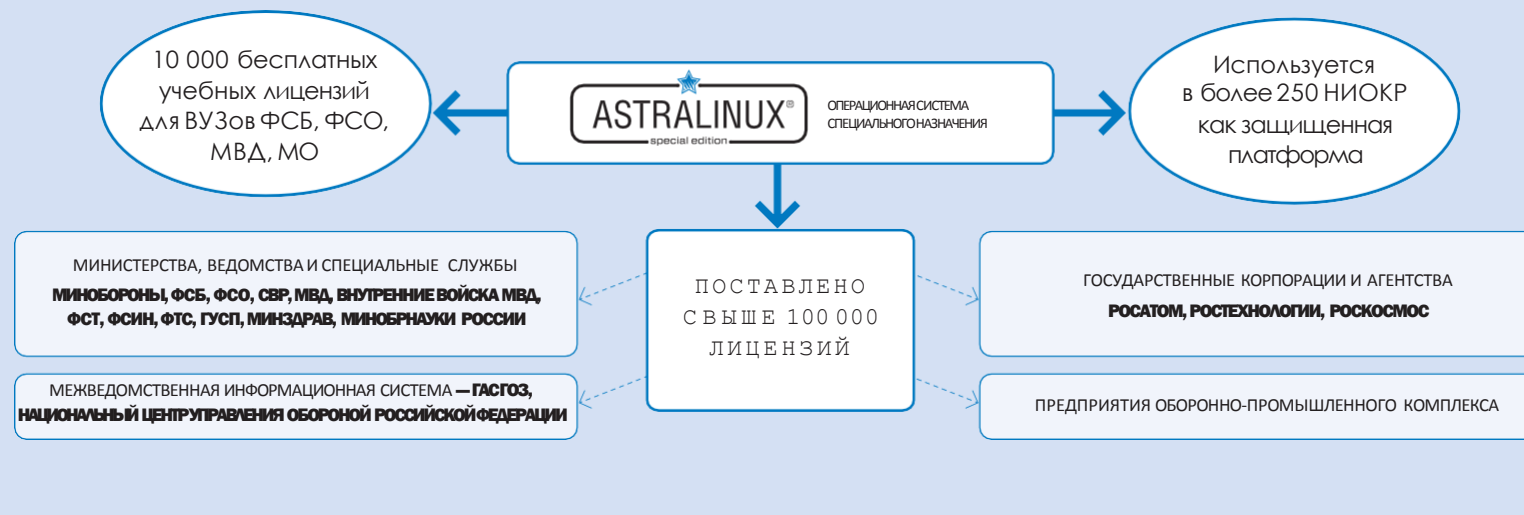 10 000 бесплатных
учебных лицензий
для ВУЗов ФСБ, ФСО,
МВД, МО
ASTRALINUX®
special edition
ОПЕРАЦИОННАЯ СИСТЕМА
СПЕЦИАЛЬНОГО НАЗНАЧЕНИЯ
Используется
в более 250 НИОКР
как защищенная
платформа
МИНИСТЕРСТВА, ВЕДОМСТВА И СПЕЦИАЛЬНЫЕ СЛУЖБЫ
МИНОБОРОНЫ, ФСБ, ФСО, СВР, МВД, ВНУТРЕННИЕ ВОЙСКА МВД,
ФСТ, ФСИН, ФТС, ГУСП, МИНЗДРАВ, МИНОБРНАУКИ РОССИИ
МЕЖВЕДОМСТВЕННАЯ ИНФОРМАЦИОННАЯ СИСТЕМА — ГАСГОЗ,
НАЦИОНАЛЬНЫЙ ЦЕНТР УПРАВЛЕНИЯ ОБОРОНОЙ РОССИЙСКОЙ ФЕДЕРАЦИИ
ПОСТАВЛЕНО
СВЫШЕ 100 000
ЛИЦЕНЗИЙ
ГОСУДАРСТВЕННЫЕ КОРПОРАЦИИ И АГЕНТСТВА
РОСАТОМ, РОСТЕХНОЛОГИИ, РОСКОСМОС
ПРЕДПРИЯТИЯ ОБОРОННО-ПРОМЫШЛЕННОГО КОМПЛЕКСА